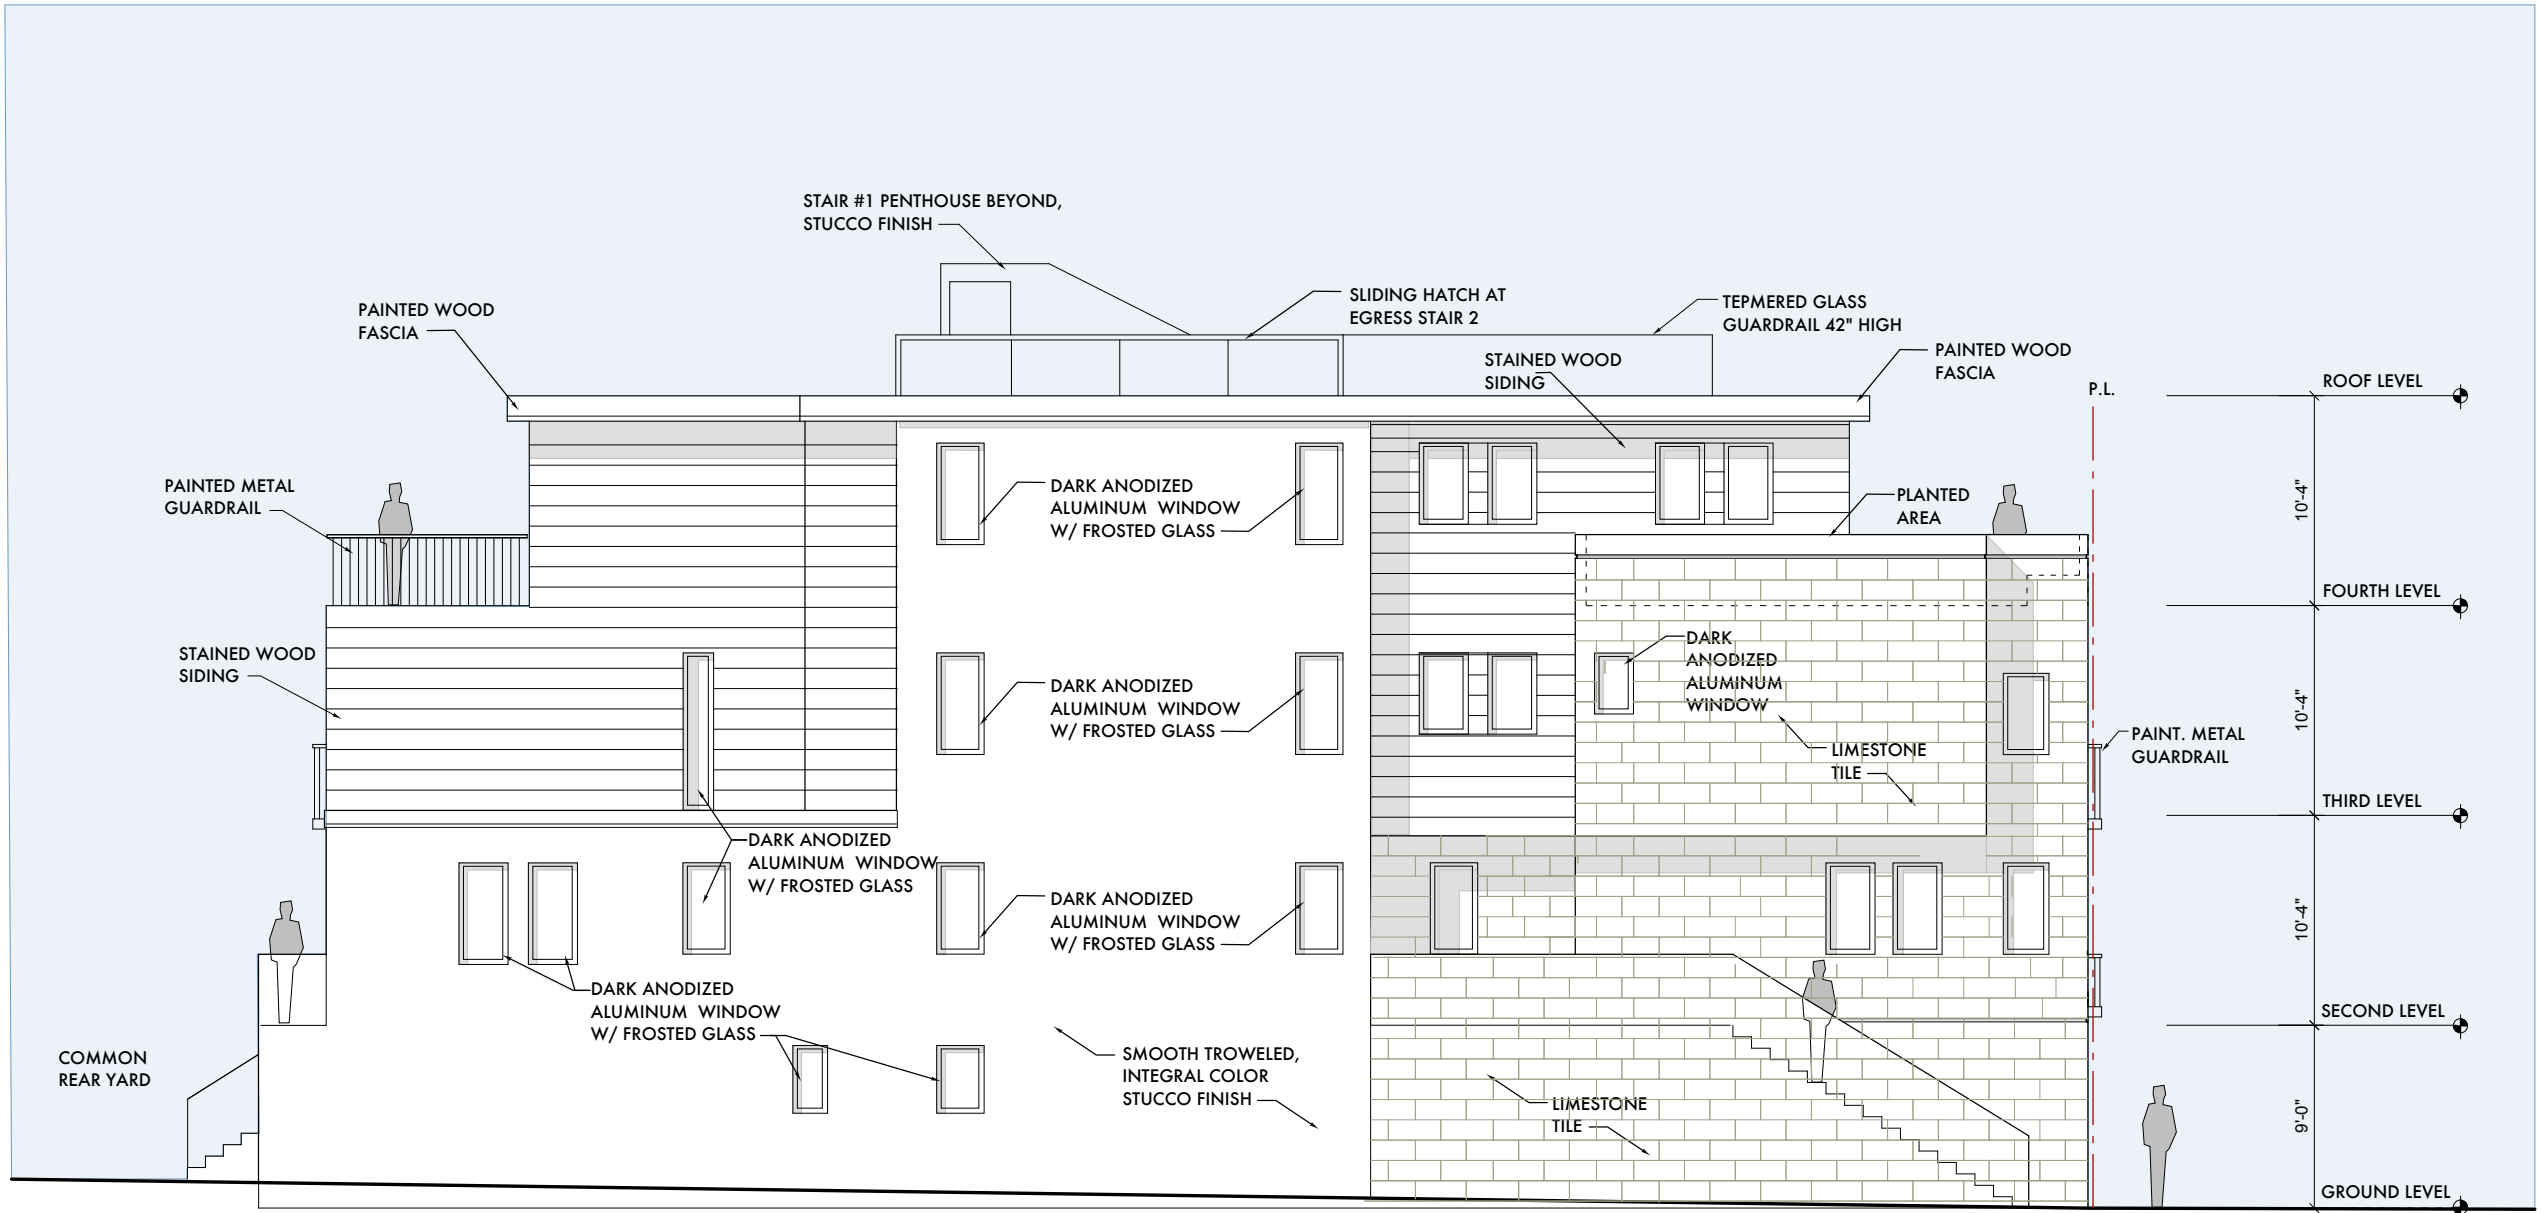 STAIR #1 PENTHOUSE BEYOND,
STUCCO FINISH
PAINTED WOOD
FASCIA
SLIDING HATCH AT
EGRESS STAIR 2
TEPMERED GLASS
GUARDRAIL 42" HIGH
STAINED WOOD
SIDING
PAINTED WOOD
FASCIA
P.L.
ROOF LEVEL
PAINTED METAL
GUARDRAIL
DARK ANODIZED
ALUMINUM WINDOW
W/ FROSTED GLASS
PLANTED
AREA
10'-4"
FOURTH LEVEL
STAINED WOOD
SIDING
DARK ANODIZED
ALUMINUM WINDOW
W/ FROSTED GLASS
DARK
ANODIZED
ALUMINUM
WINDOW
LIMESTONE
TILE
PAINT. METAL
GUARDRAIL
10'-4"
THIRD LEVEL
DARK ANODIZED
ALUMINUM WINDOW
W/ FROSTED GLASS
DARK ANODIZED
ALUMINUM WINDOW
W/ FROSTED GLASS
10'-4"
SECOND LEVEL
DARK ANODIZED
ALUMINUM WINDOW
W/ FROSTED GLASS
COMMON
REAR YARD
SMOOTH TROWELED,
INTEGRAL COLOR
STUCCO FINISH
LIMESTONE
TILE
9'-0"
GROUND LEVEL